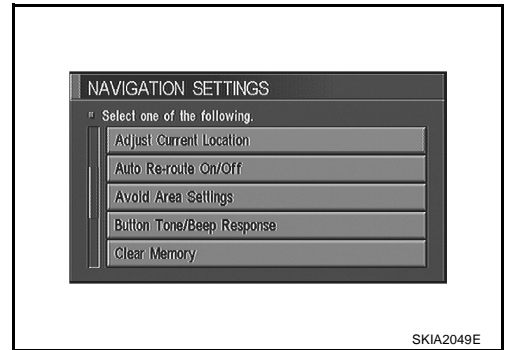 NAVIGATION SETTINGS
Select one of the following.
Adjust Current Location
Auto Re-route On/Off
Avoid Area Settings
Button Tone/Beep Response
Clear Memory
SKIA2049E